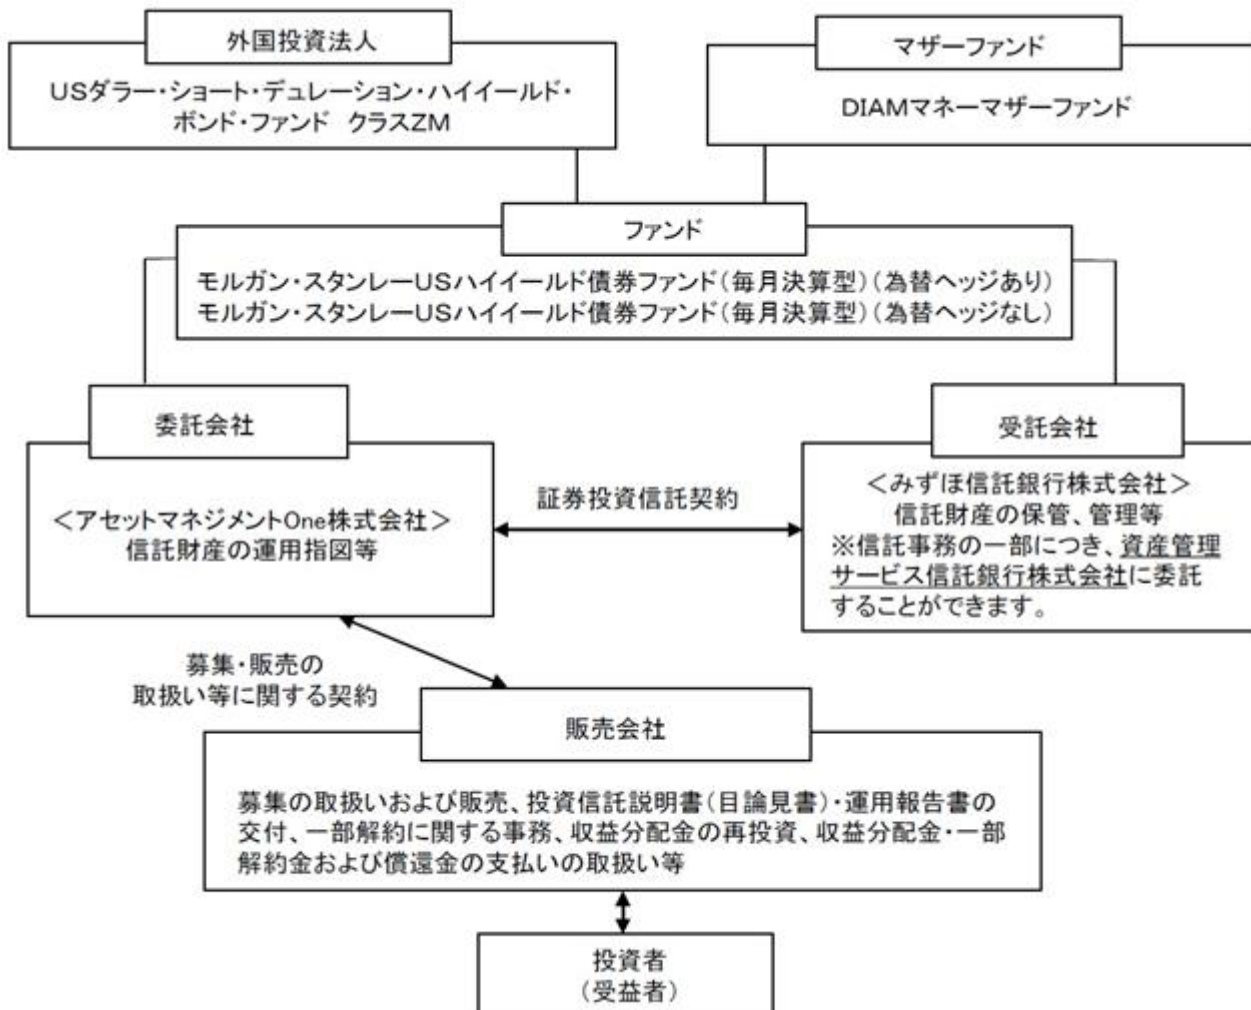 外国投資法人
USダラー・ショート・デュレーション・ハイイールド・
ボンド・ファンド クラスZM
マザーファンド
DIAMマネーマザーファンド
ファンド
モルガン・スタンレーUSハイイールド債券ファンド(毎月決算型)(為替ヘッジあり)
モルガン・スタンレーUSハイイールド債券ファンド(毎月決算型)(為替ヘッジなし)
委託会社
<アセットマネジメントOne株式会社>
信託財産の運用指図等
証券投資信託契約
受託会社
<みずほ信託銀行株式会社>
信託財産の保管、管理等
※信託事務の一部につき、資産管理
サービス信託銀行株式会社に委託
することができます。
募集・販売の
取扱い等に関する契約
販売会社
募集の取扱いおよび販売、投資信託説明書(目論見書)・運用報告書の
交付、一部解約に関する事務、収益分配金の再投資、収益分配金・一部
解約金および償還金の支払いの取扱い等
投資者
(受益者)